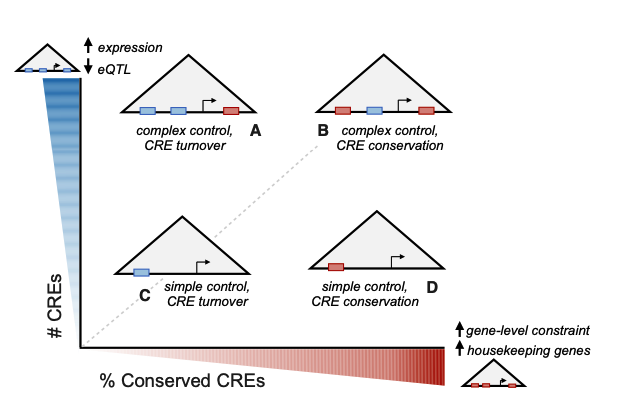 expression
eQTL
complex control,
CRE turnover
A
B
complex control,
CRE conservation
# CREs
C
simple control,
CRE turnover
simple control,
CRE conservation
D
gene-level constraint
housekeeping genes
% Conserved CREs